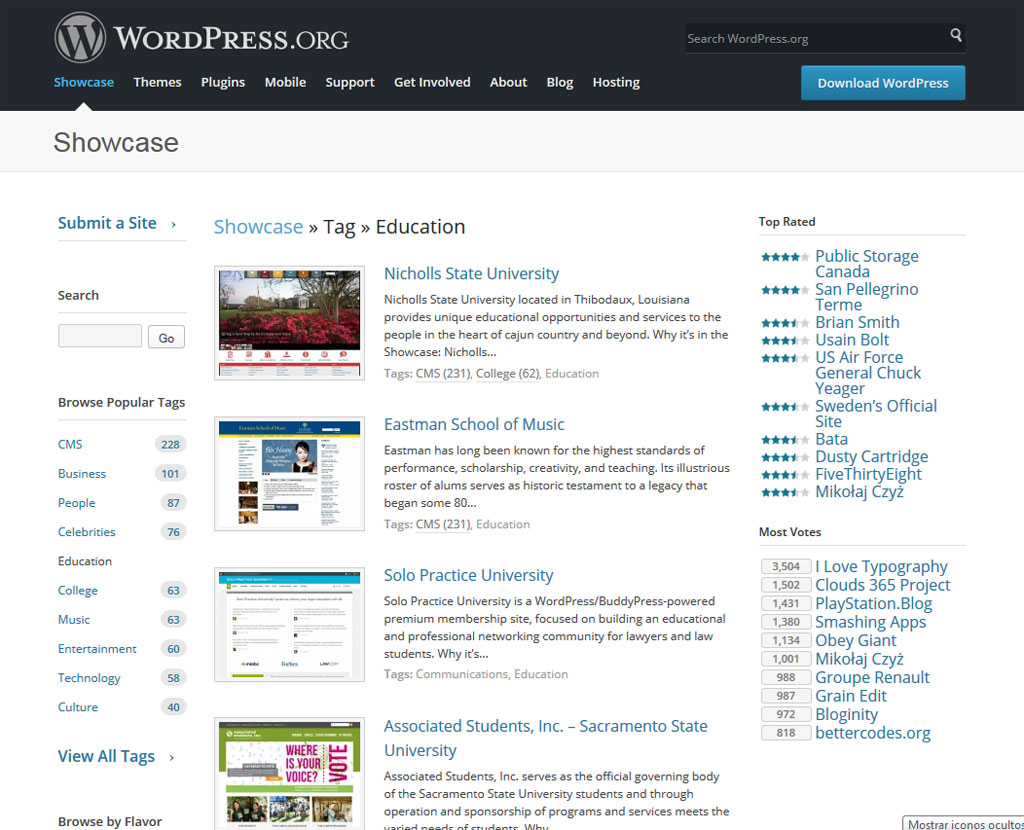 WORDPRESS.ORG
Search WordPress.org
Showcase Themes Plugins Mobile Support Get Involved About Blog Hosting
Download WordPress
Showcase
Submit a Site ›
Search
Go
Browse Popular Tags
CMS 228
Business 101
People 87
Celebrities 76
Education
College 63
Music 63
Entertainment 60
Technology 58
Culture 40
View All Tags ›
Browse by Flavor
Showcase » Tag » Education
Nicholls State University
Nicholls State University located in Thibodaux, Louisiana
provides unique educational opportunities and services to the
people in the heart of cajun country and beyond. Why it's in the
Showcase: Nicholls...
Tags: CMS (231), College (62), Education
Eastman School of Music
Eastman School of Music
Eastman has long been known for the highest standards of
performance, scholarship, creativity, and teaching. Its illustrious
roster of alums serves as historic testament to a legacy that
began some 80...
Tags: CMS (231), Education
SOLO PRACTICE UNIVERSITY
Forbes
Solo Practice University
Solo Practice University is a WordPress/BuddyPress-powered
premium membership site, focused on building an educational
and professional networking community for lawyers and law
students. Why it's...
Tags: Communications, Education
WHERE
IS YOUR
VOICE?
VOTE
Associated Students, Inc. – Sacramento State
University
Associated Students, Inc. serves as the official governing body
of the Sacramento State University students and through
operation and sponsorship of programs and services meets the
varied needs of students. Why
Top Rated
Public Storage
Canada
San Pellegrino
Terme
Brian Smith
Usain Bolt
US Air Force
General Chuck
Yeager
Sweden's Official
Site
Bata
Dusty Cartridge
FiveThirtyEight
Mikołaj Czyż
Most Votes
3,504 I Love Typography
1,502 Clouds 365 Project
1,431 PlayStation.Blog
1,380 Smashing Apps
1,134 Obey Giant
1,001 Mikołaj Czyż
988 Groupe Renault
987 Grain Edit
972 Bloginity
818 bettercodes.org
Mostrar iconos ocultos